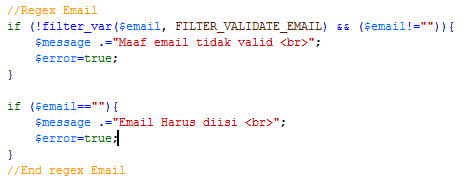 //Regex Email
if (!filter_var($email, FILTER_VALIDATE_EMAIL) && ($email!="")){
$message .="Maaf email tidak valid <br>";
$error=true;
}
if ($email==""){
$message .="Email Harus diisi <br>";
$error=true;
}
//End regex Email